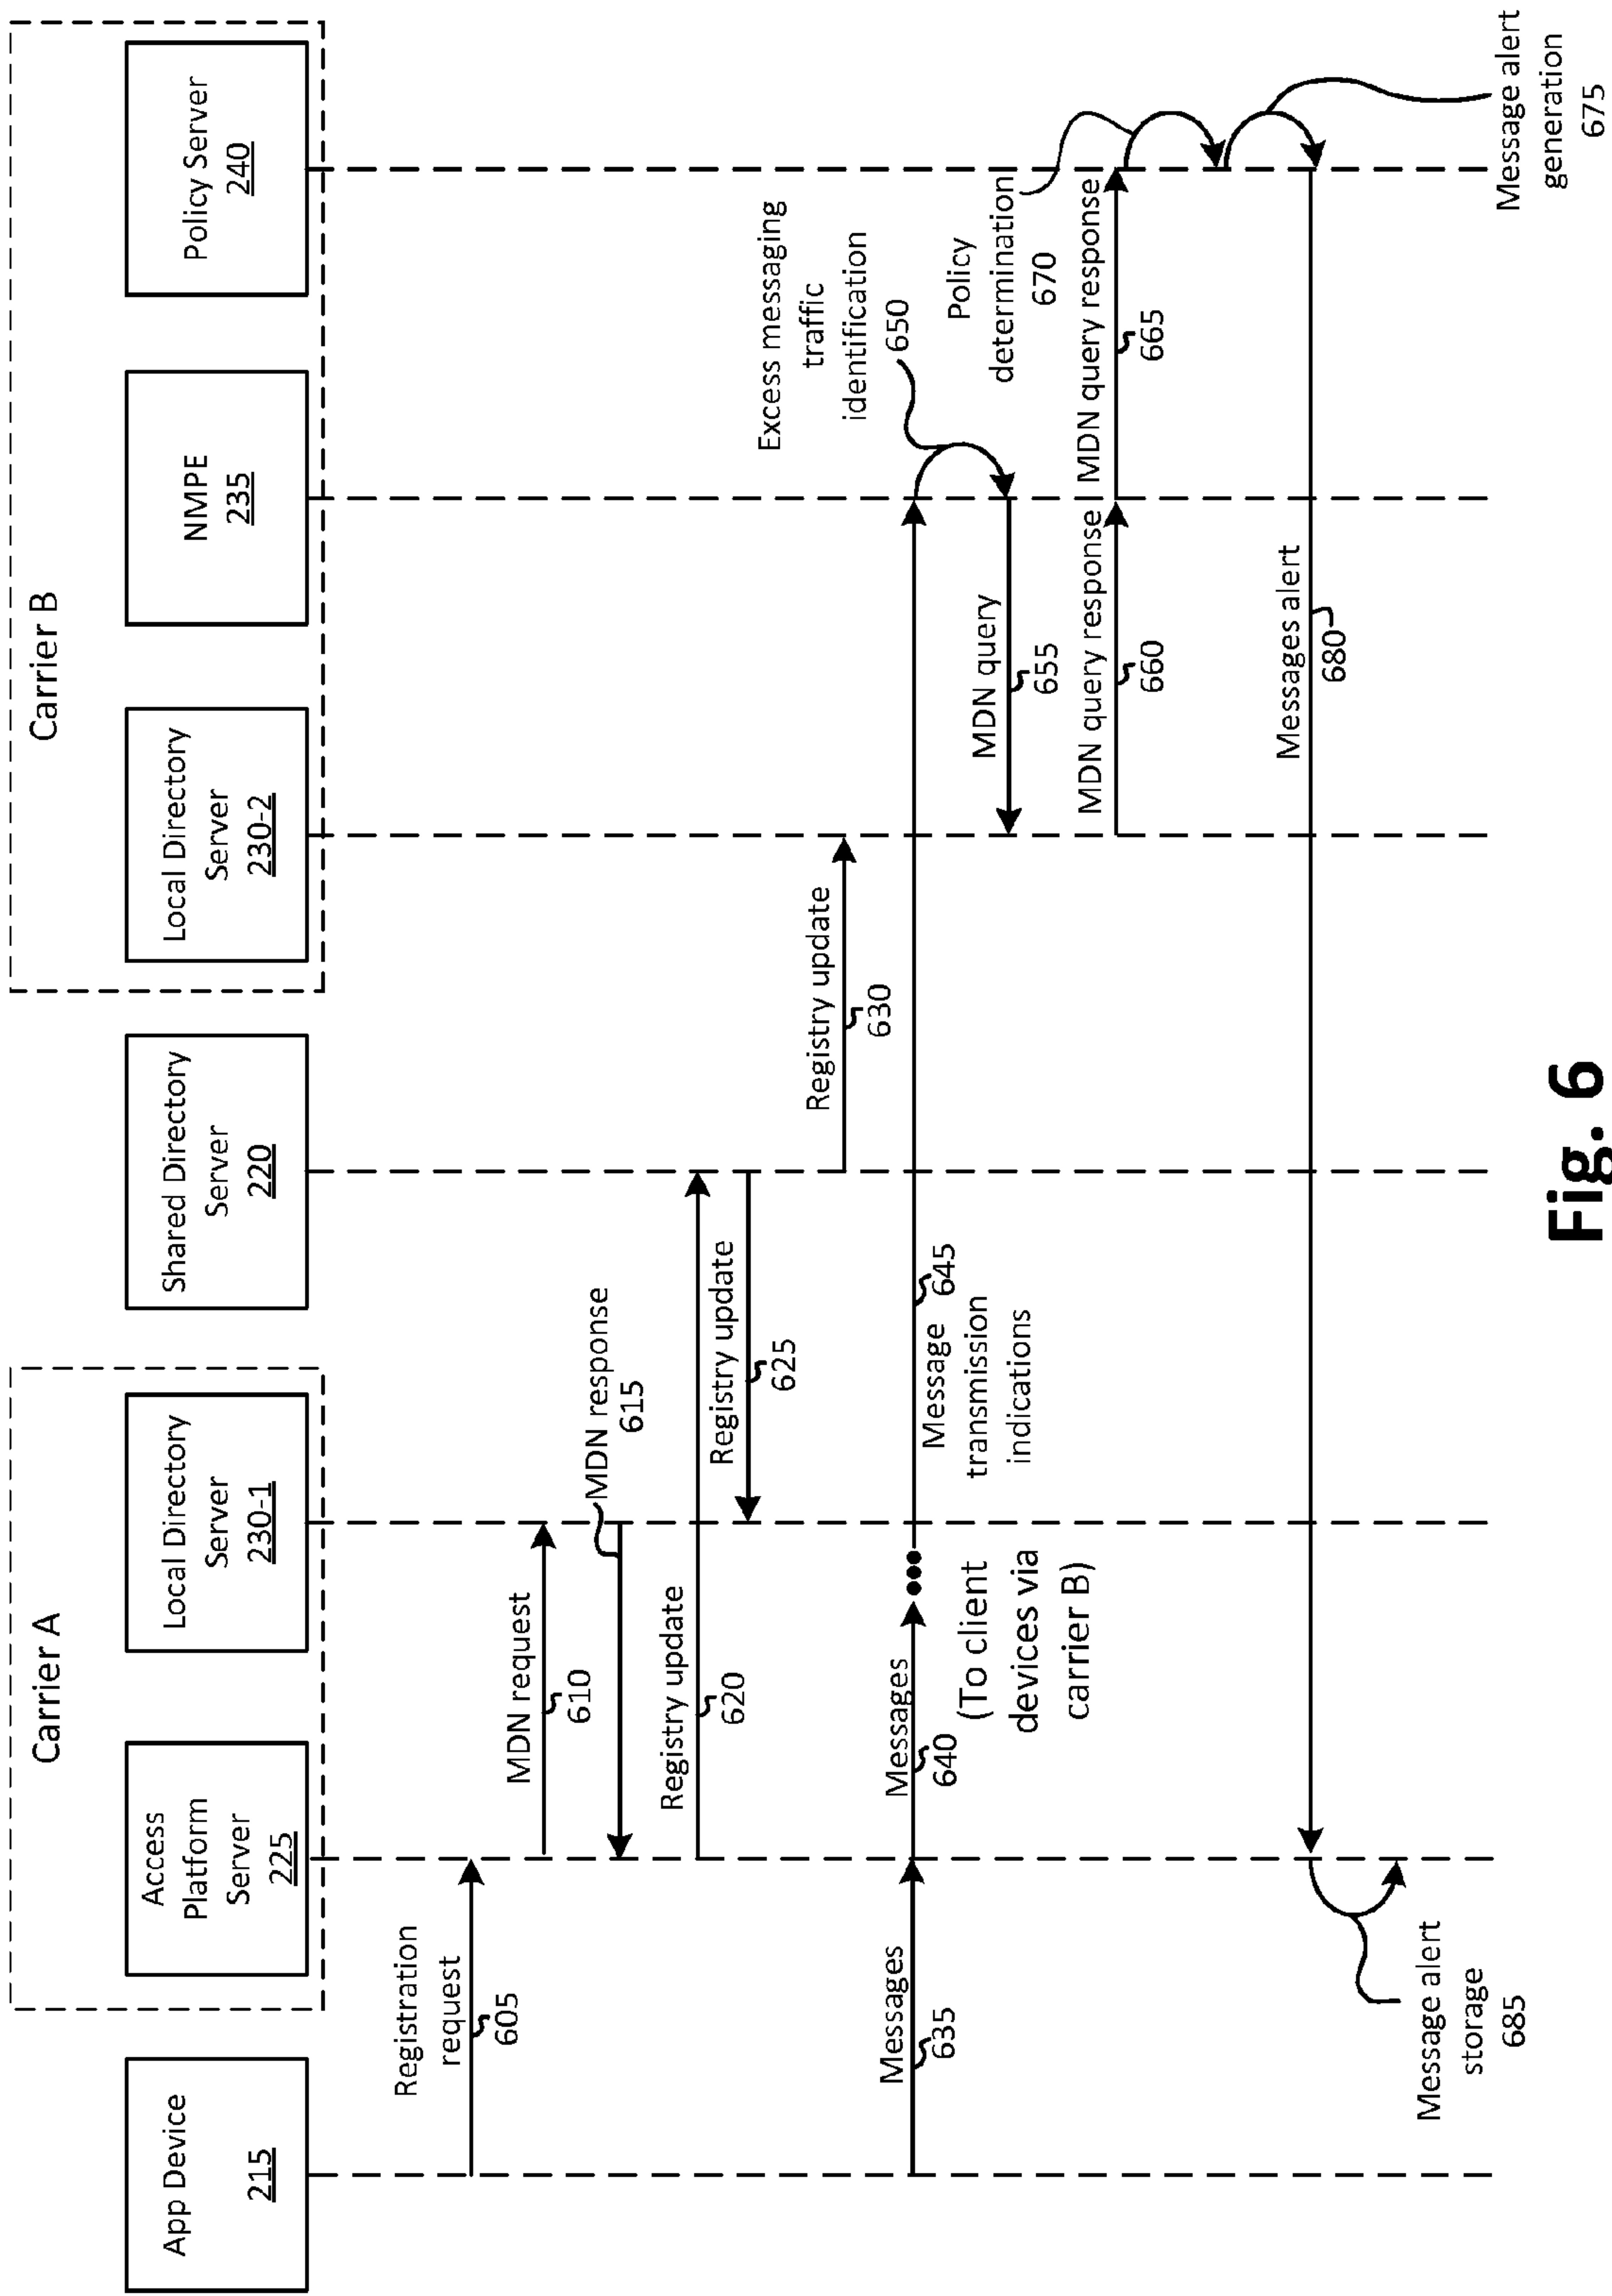 Carrier A
Carrier B
App Device
215
Access
Platform
Server
225
Local Directory
Server
230-1
Shared Directory
Server
220
Local Directory
Server
230-2
NMPE
235
Policy Server
240
Registration
request
605
MDN request
610
MDN response
615
Registry update
620
Registry update
625
Registry update
630
Messages
635
Messages
640
(To client
devices via
carrier B)
Message
transmission
indications
645
Excess messaging
traffic
identification
650
MDN query
655
MDN query response
660
MDN query response
665
Policy
determination
670
Message alert
generation
675
Messages alert
680
Message alert
storage
685
Fig. 6